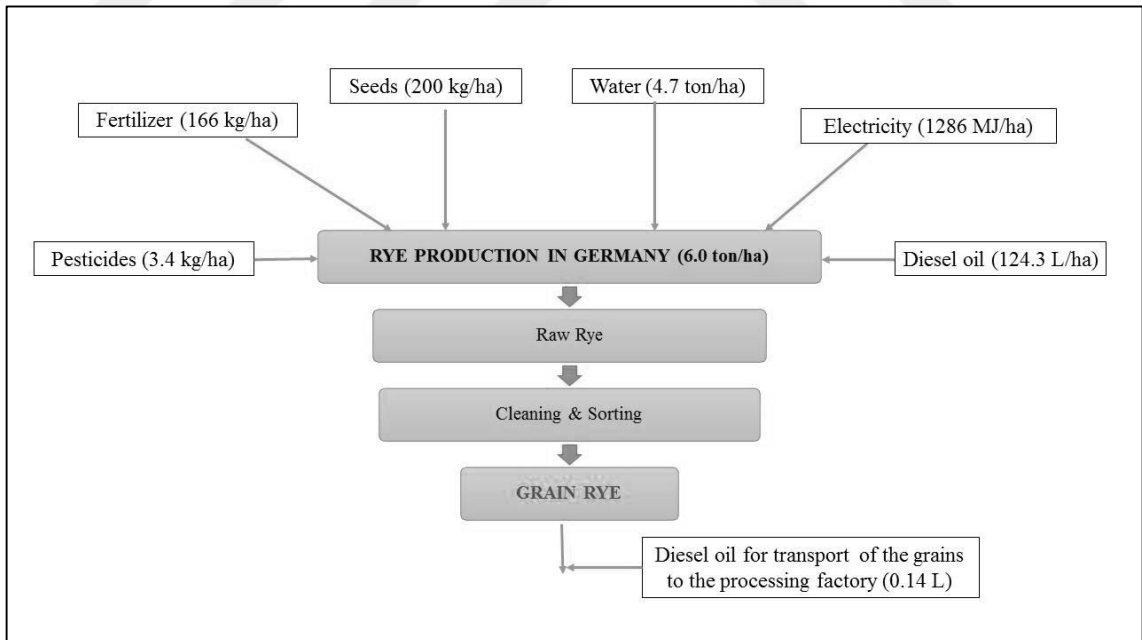 Seeds (200 kg/ha)
Water (4.7 ton/ha)
Fertilizer (166 kg/ha)
Electricity (1286 MJ/ha)
Pesticides (3.4 kg/ha)
RYE PRODUCTION IN GERMANY (6.0 ton/ha)
Diesel oil (124.3 L/ha)
Raw Rye
Cleaning & Sorting
GRAIN RYE
Diesel oil for transport of the grains
to the processing factory (0.14 L)